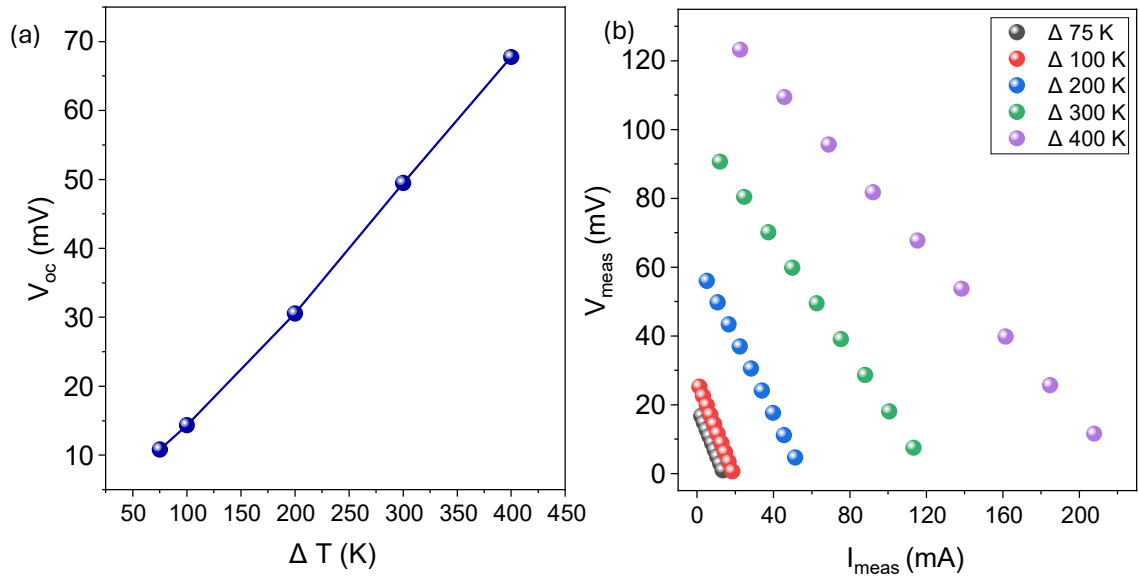 (a)
70
60
50
40
30
20
10
V_oc (mV)
50 100 150 200 250 300 350 400 450
Δ T (K)
(b)
120
100
80
60
40
20
0
V_meas (mV)
0 40 80 120 160 200
I_meas (mA)
Δ 75 K
Δ 100 K
Δ 200 K
Δ 300 K
Δ 400 K